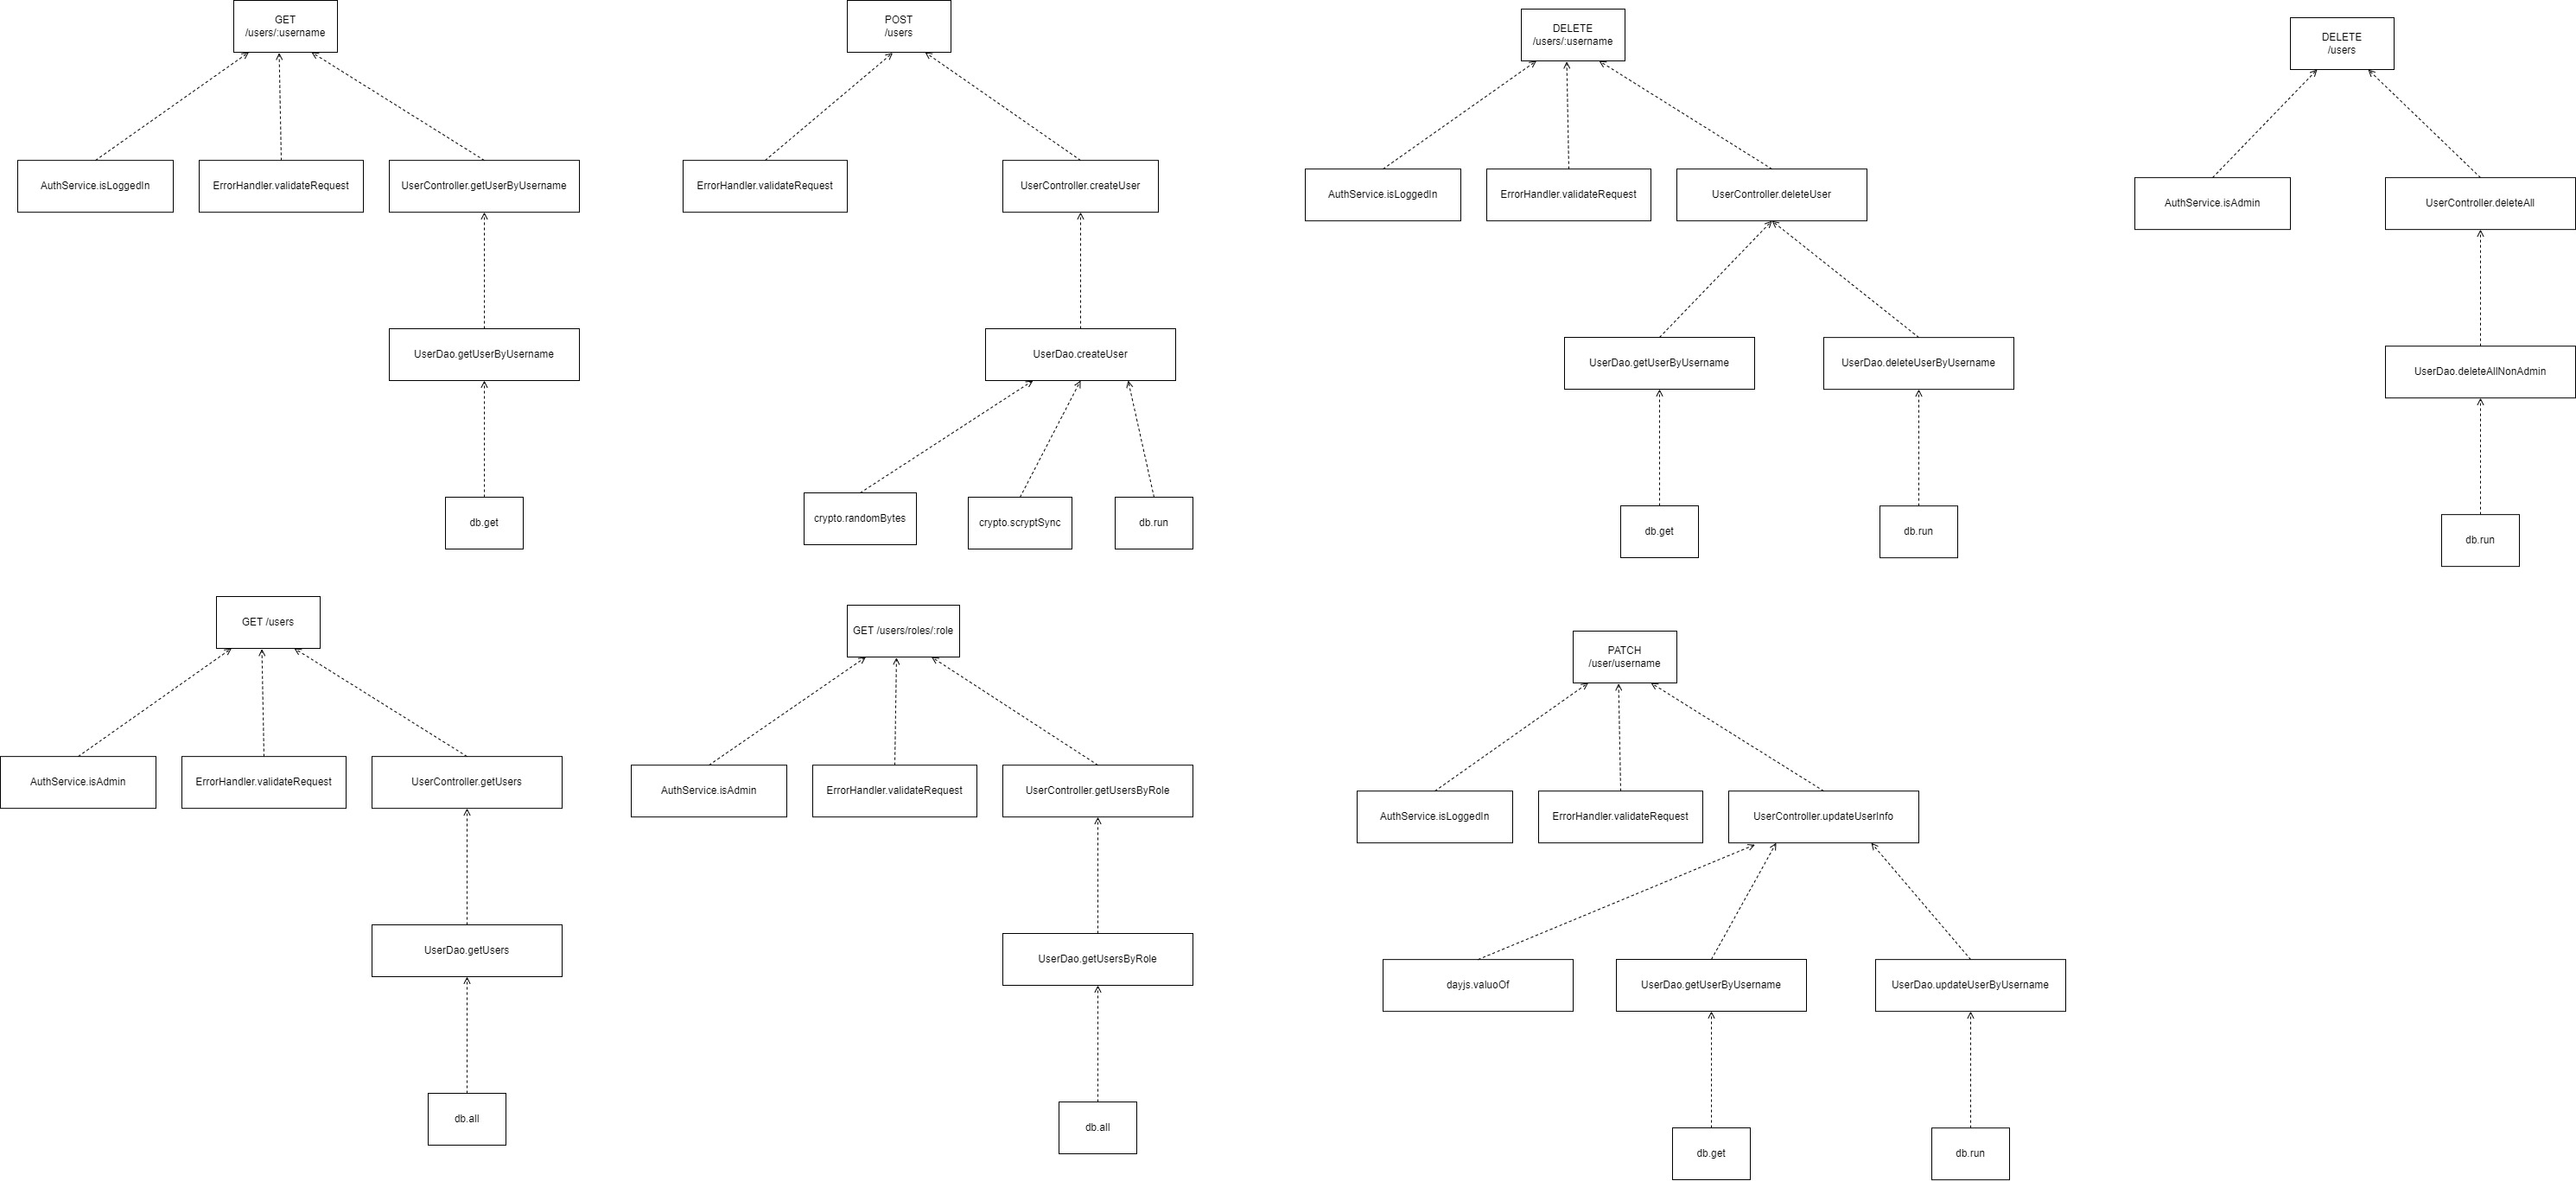 GET
/users/:username
AuthService.isLoggedIn
ErrorHandler.validateRequest
UserController.getUserByUsername
UserDao.getUserByUsername
db.get
POST
/users
ErrorHandler.validateRequest
UserController.createUser
UserDao.createUser
crypto.randomBytes
crypto.scryptSync
db.run
DELETE
/users/:username
AuthService.isLoggedIn
ErrorHandler.validateRequest
UserController.deleteUser
UserDao.getUserByUsername
UserDao.deleteUserByUsername
db.get
db.run
DELETE
/users
AuthService.isAdmin
UserController.deleteAll
UserDao.deleteAllNonAdmin
db.run
GET /users
AuthService.isAdmin
ErrorHandler.validateRequest
UserController.getUsers
UserDao.getUsers
db.all
GET /users/roles/:role
AuthService.isAdmin
ErrorHandler.validateRequest
UserController.getUsersByRole
UserDao.getUsersByRole
db.all
PATCH
/user/username
AuthService.isLoggedIn
ErrorHandler.validateRequest
UserController.updateUserInfo
dayjs.valuoOf
UserDao.getUserByUsername
UserDao.updateUserByUsername
db.get
db.run